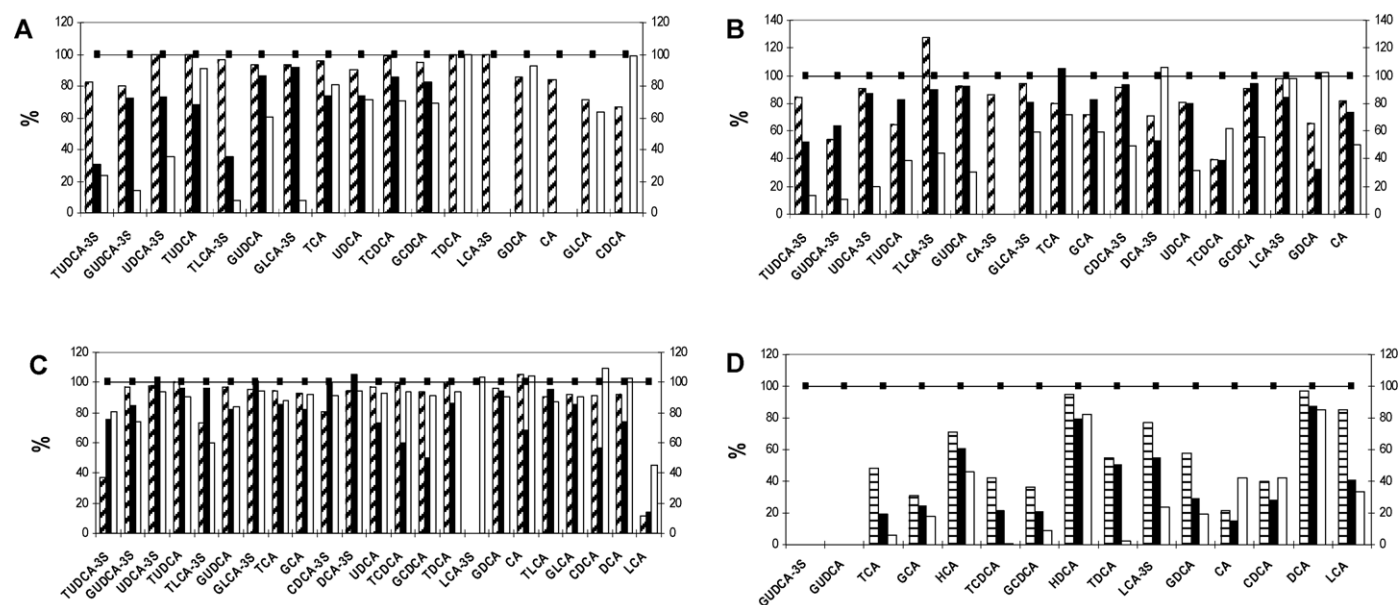 A
120
100
80
60
40
20
0
%
120
100
80
60
40
20
0
TUDCA-3S
GUDCA-3S
UDCA-3S
TUDCA
TLCA-3S
GUDCA
GLCA-3S
TCA
UDCA
TCDCA
GCDCA
TDCA
LCA-3S
GDCA
CA
GLCA
CDCA
B
140
120
100
80
60
40
20
0
%
140
120
100
80
60
40
20
0
TUDCA-3S
GUDCA-3S
UDCA-3S
TUDCA
TLCA-3S
GUDCA
CA-3S
GLCA-3S
TCA
GCA
CDCA-3S
DCA-3S
UDCA
TCDCA
GCDCA
LCA-3S
GDCA
CA
C
120
100
80
60
40
20
0
%
120
100
80
60
40
20
0
TUDCA-3S
GUDCA-3S
UDCA-3S
TUDCA
TLCA-3S
GUDCA
GLCA-3S
TCA
GCA
CDCA-3S
DCA-3S
UDCA
TCDCA
GCDCA
TDCA
LCA-3S
GDCA
CA
TLCA
GLCA
CDCA
DCA
LCA
D
120
100
80
60
40
20
0
%
120
100
80
60
40
20
0
GUDCA-3S
GUDCA
TCA
GCA
HCA
TCDCA
GCDCA
HDCA
TDCA
LCA-3S
GDCA
CA
CDCA
DCA
LCA